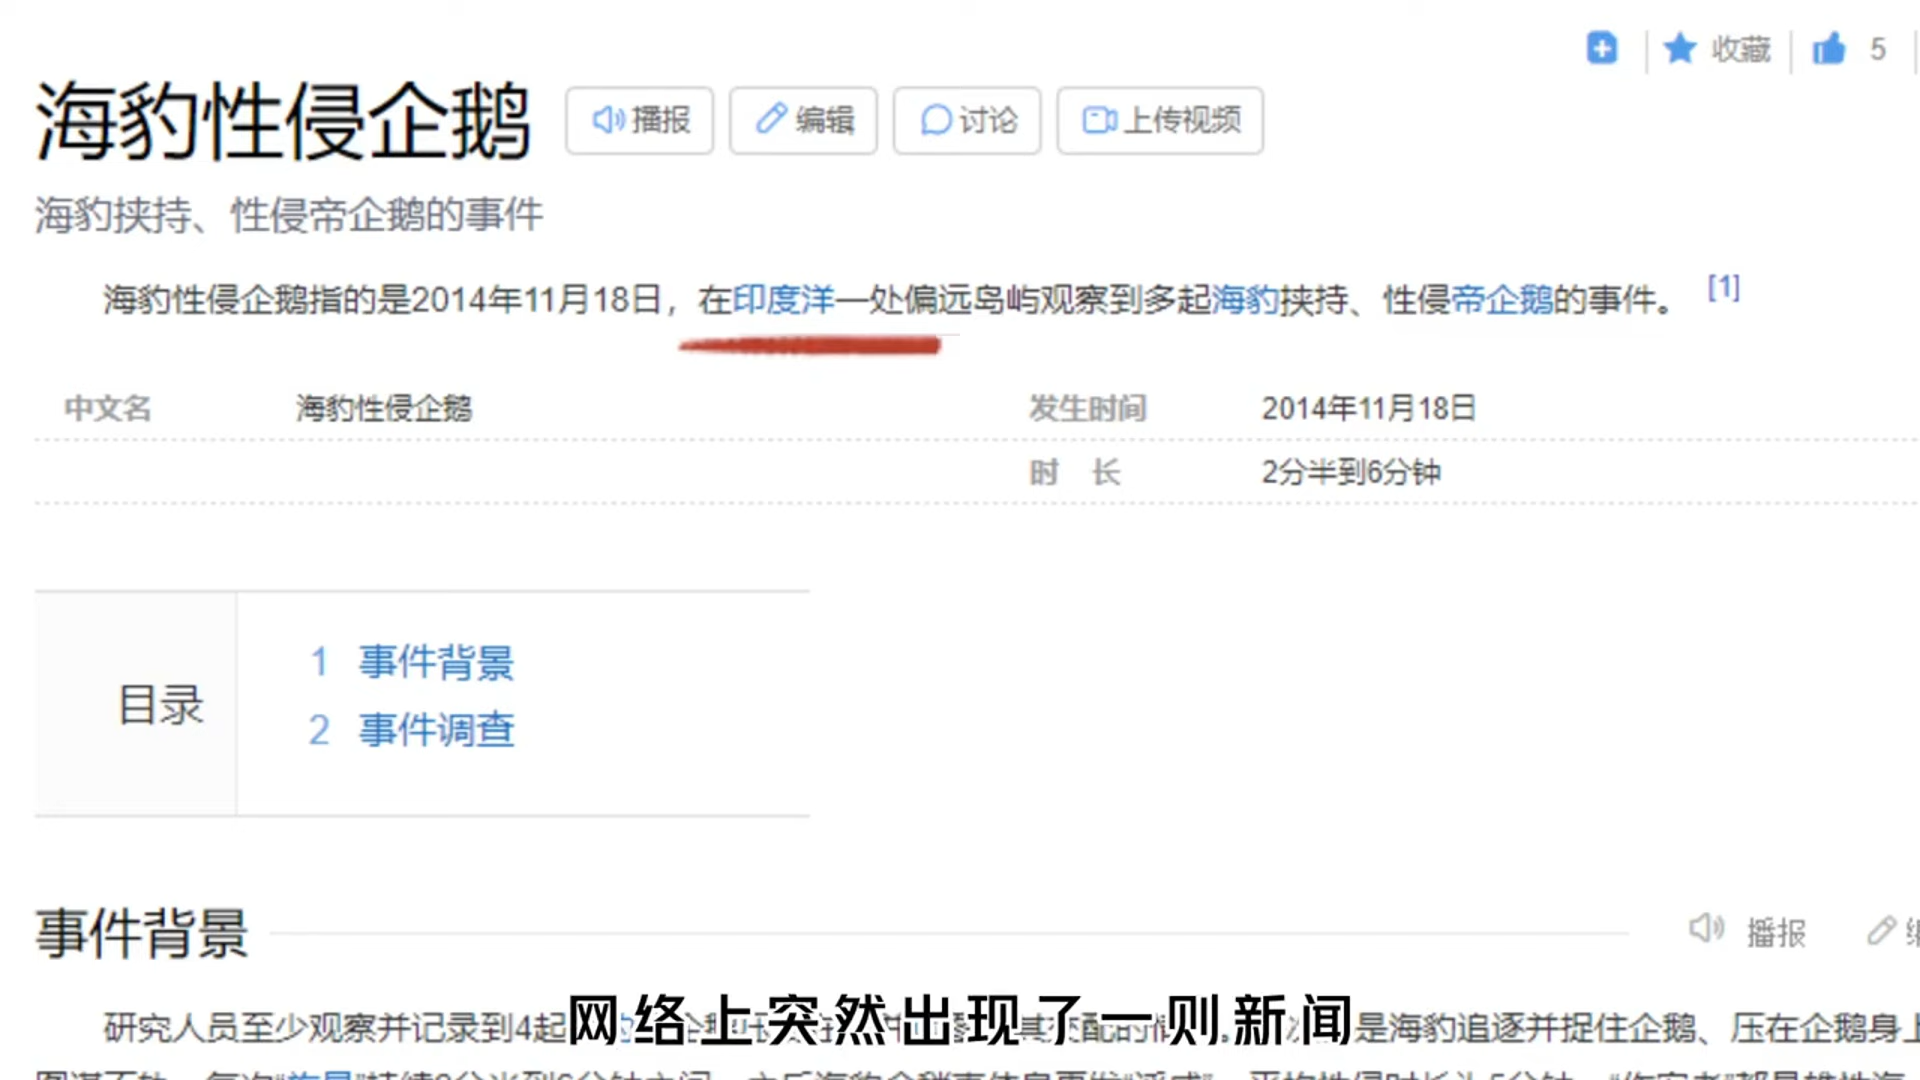 收藏 5
海豹性侵企鹅 播报 编辑 讨论 上传视频
海豹挟持、性侵帝企鹅的事件
海豹性侵企鹅指的是2014年11月18日，在印度洋一处偏远岛屿观察到多起海豹挟持、性侵帝企鹅的事件。 [1]
中文名 海豹性侵企鹅 发生时间 2014年11月18日
时 长 2分半到6分钟
目录
1 事件背景
2 事件调查
事件背景 播报
研究人员至少观察并记录到4起 是海豹追逐并捉住企鹅、压在企鹅身上
网络上突然出现了一则新闻